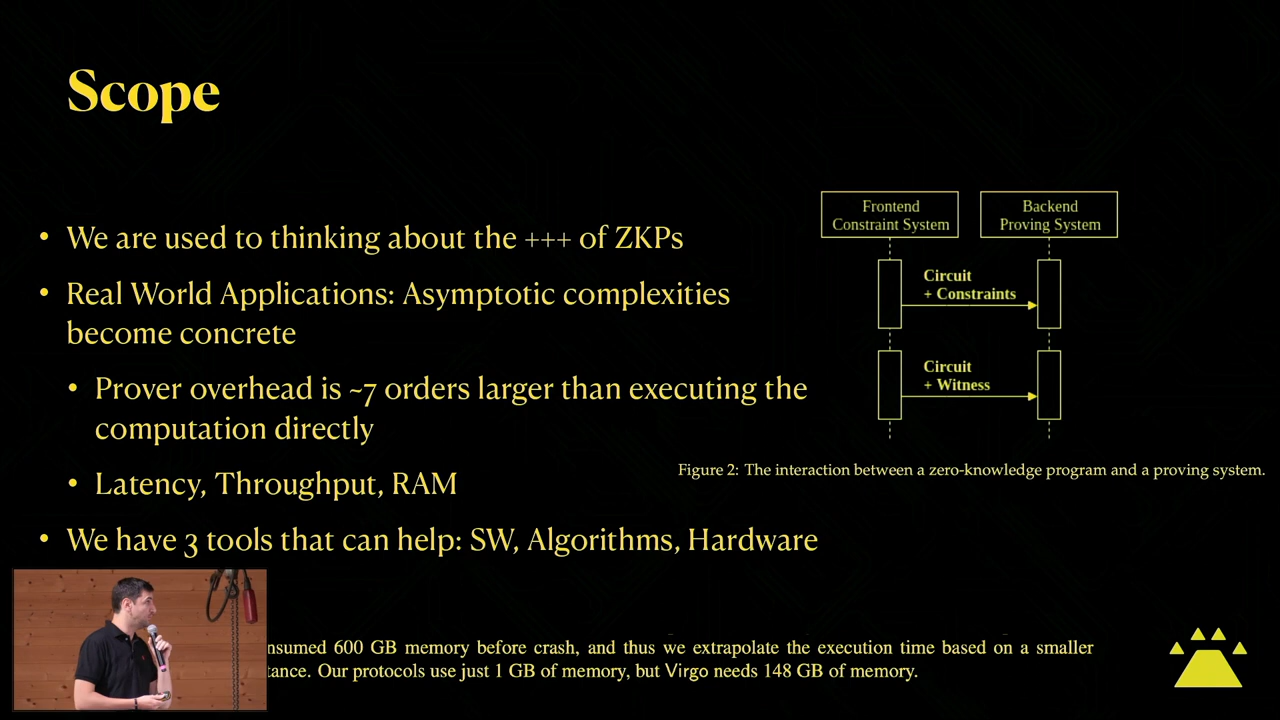 Scope
• We are used to thinking about the +++ of ZKPs
• Real World Applications: Asymptotic complexities
become concrete
• Prover overhead is ~7 orders larger than executing the
computation directly
• Latency, Throughput, RAM
• We have 3 tools that can help: SW, Algorithms, Hardware
Frontend
Constraint System
Backend
Proving System
Circuit
+ Constraints
Circuit
+ Witness
Figure 2: The interaction between a zero-knowledge program and a proving system.
600 GB memory before crash, and thus we extrapolate the execution time based on a smaller
Our protocols use just 1 GB of memory, but Virgo needs 148 GB of memory.